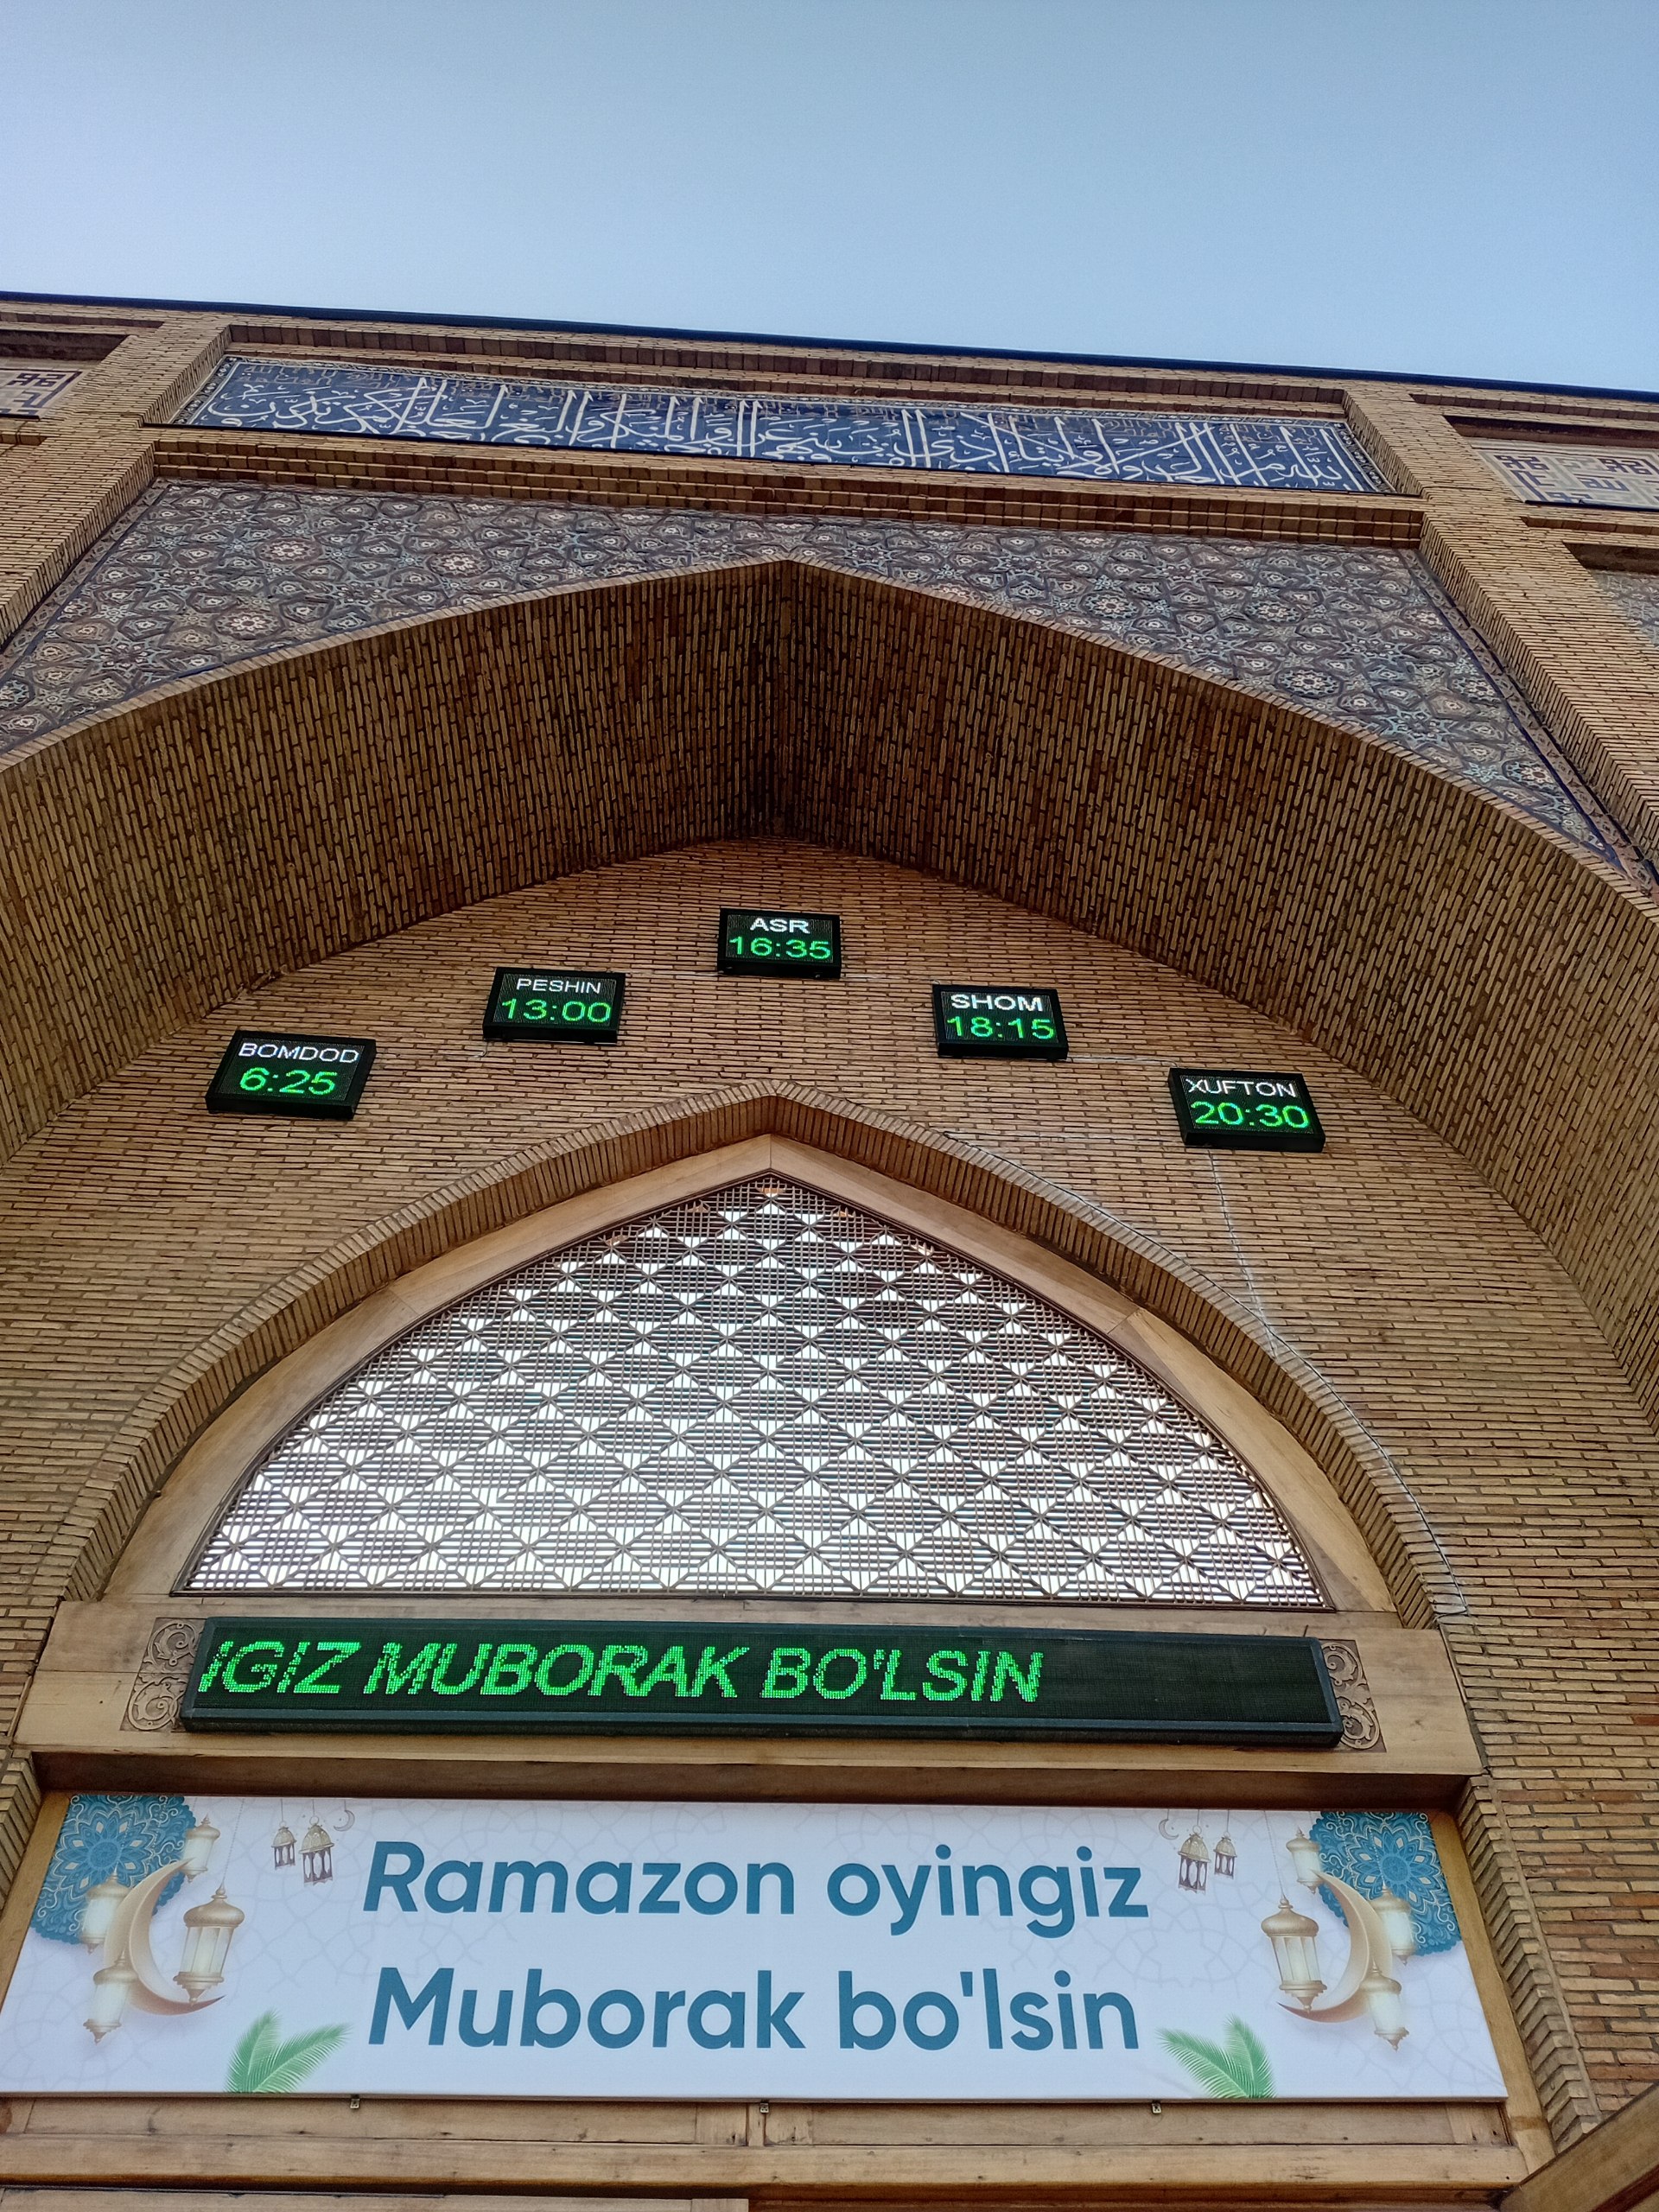 ASR
16:35
PESHIN
13:00
SHOM
18:15
BOMDOD
6:25
XUFTON
20:30
IGIZ MUBORAK BO'LSIN
Ramazon oyingiz
Muborak bo'lsin